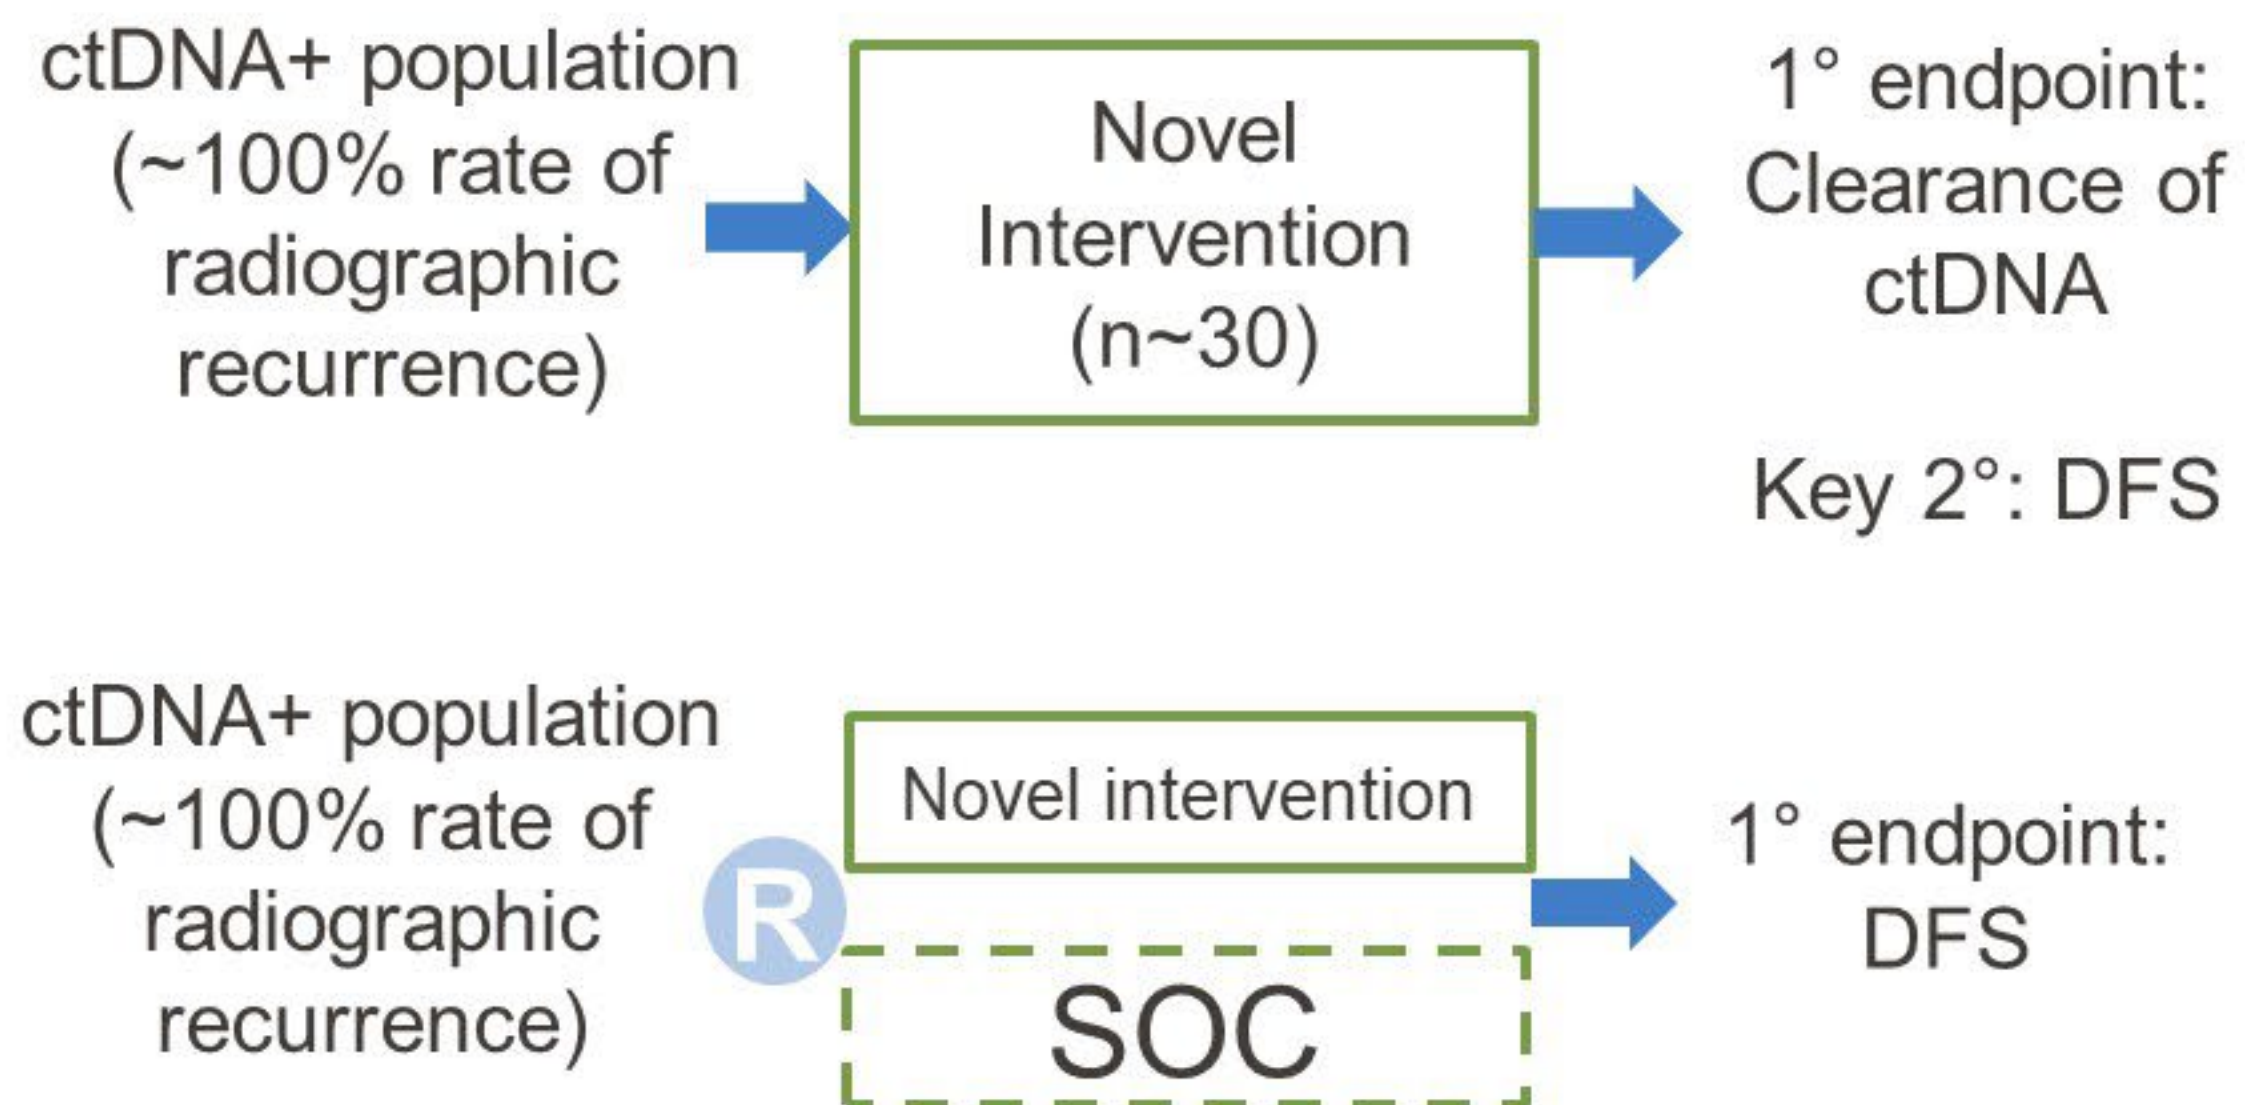 ctDNA+ population
(~100% rate of
radiographic
recurrence)
Novel
Intervention
(n~30)
1° endpoint:
Clearance of
ctDNA
Key 2°: DFS
ctDNA+ population
(~100% rate of
radiographic
recurrence)
R
Novel intervention
SOC
1° endpoint:
DFS